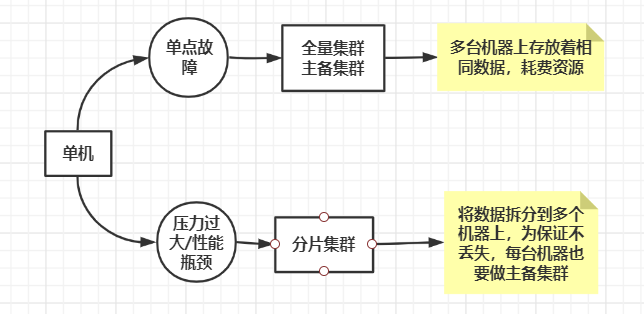 单点故
障
全量集群
主备集群
多台机器上存放着相
同数据，耗费资源
单机
压力过
大/性能
瓶颈
分片集群
将数据拆分到多个
机器上，为保证不
丢失，每台机器也
要做主备集群